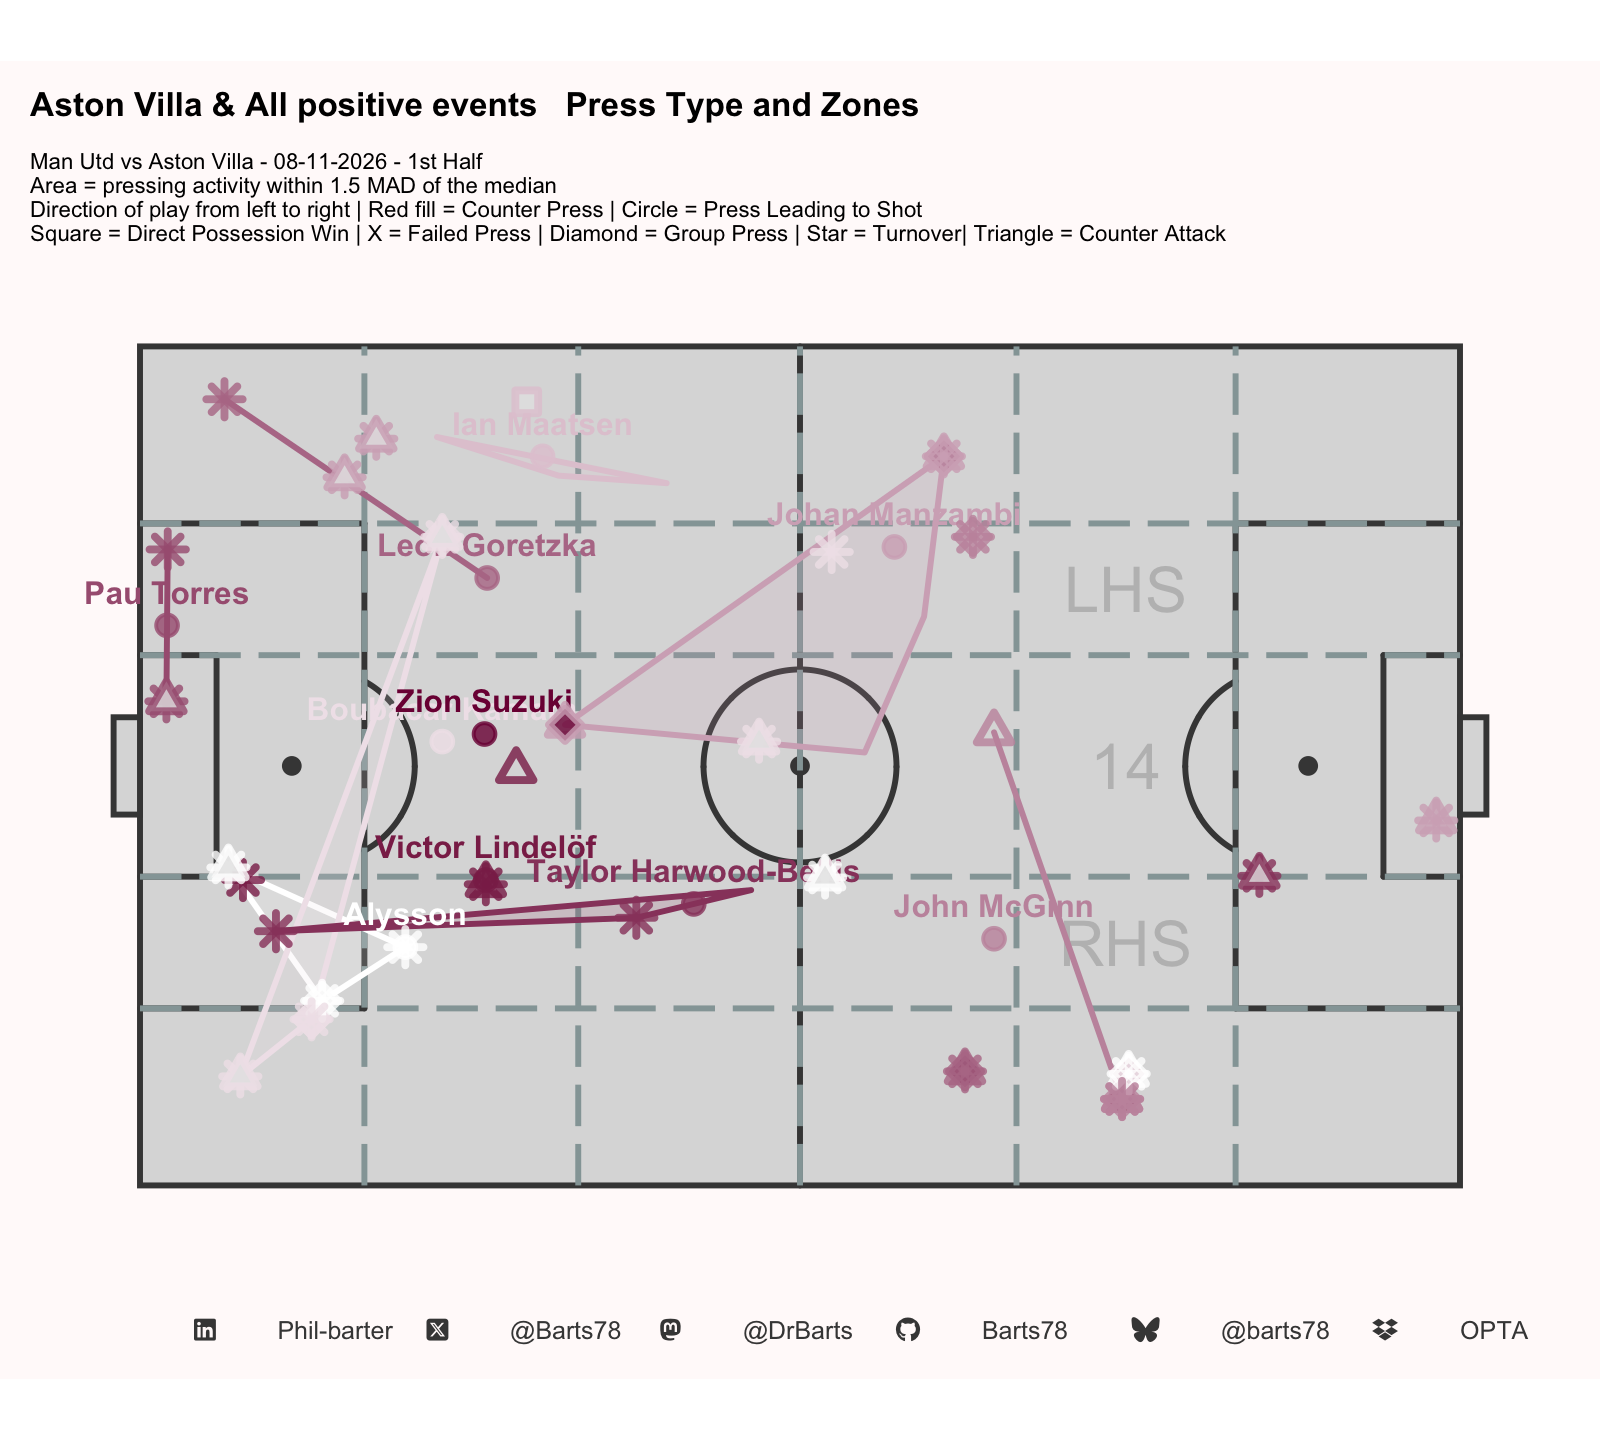 Aston Villa & All positive events   Press Type and Zones
Man Utd vs Aston Villa - 08-11-2026 - 1st Half
Area = pressing activity within 1.5 MAD of the median
Direction of play from left to right | Red fill = Counter Press | Circle = Press Leading to Shot
Square = Direct Possession Win | X = Failed Press | Diamond = Group Press | Star = Turnover| Triangle = Counter Attack
Ian Maatsen
Johan Manzambi
Goretzka
LHS
Pau Torres
Zion Suzuki
14
Victor Lindelöf
Taylor Harwood-Bellis
Alysson
John McGinn
RHS
Phil-barter
@Barts78
@DrBarts
Barts78
@barts78
OPTA